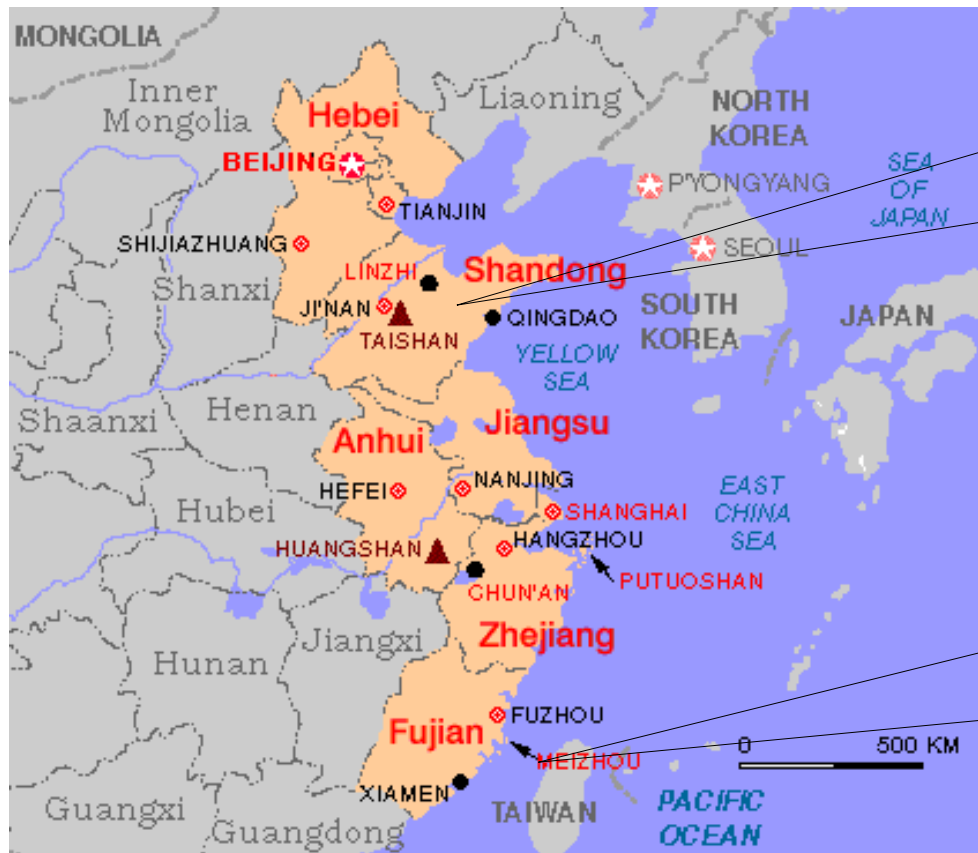 MONGOLIA
Inner
Mongolia
Hebei
Liaoning
NORTH
KOREA
BEIJING
P'YONGYANG
SEA
OF
JAPAN
TIANJIN
SHIJIAZHUANG
SEOUL
LINZHI
Shandong
Shanxi
JI'NAN
TAISHAN
QINGDAO
SOUTH
KOREA
JAPAN
YELLOW
SEA
Shaanxi
Henan
Jiangsu
Anhui
HEFEI
NANJING
EAST
CHINA
SEA
Hubei
SHANGHAI
HUANGSHAN
HANGZHOU
PUTUOSHAN
CHUN'AN
Zhejiang
Jiangxi
Hunan
Fujian
FUZHOU
MEIZHOU
0 500 KM
XIAMEN
TAIWAN
PACIFIC
OCEAN
Guangxi
Guangdong